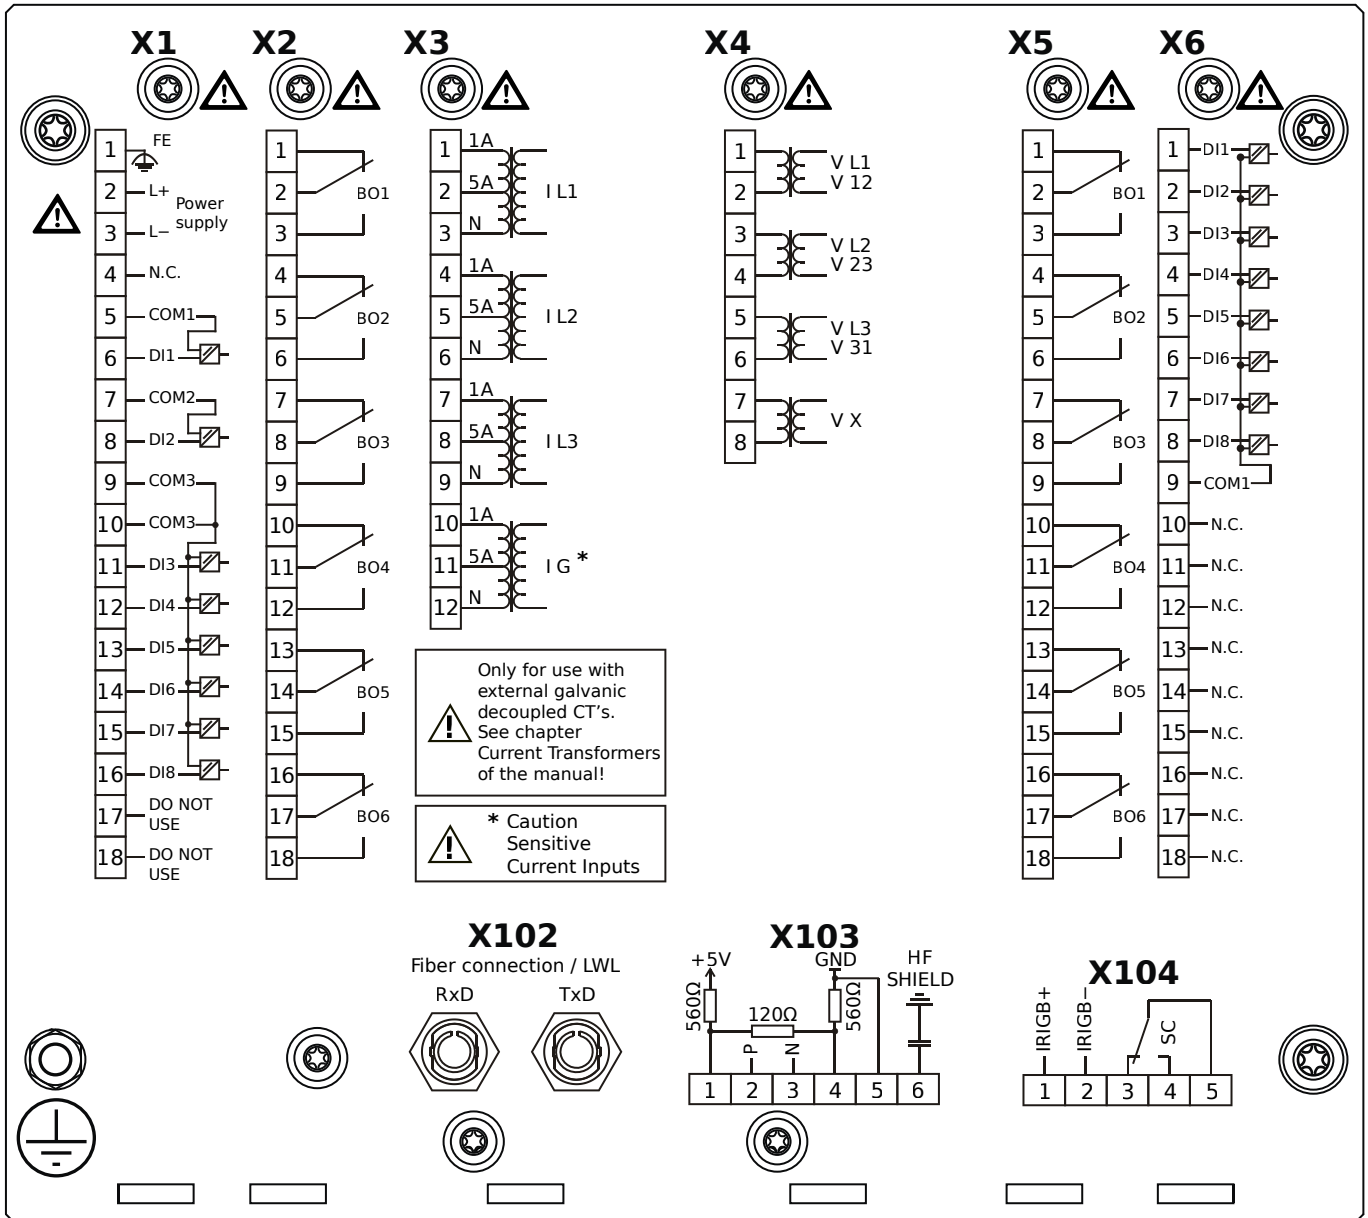 X1
X2
X3
X4
X5
X6
1
FE
2
L+
Power
supply
3
L−
4
N.C.
5
COM1
6
DI1
7
COM2
8
DI2
9
COM3
10
COM3
11
DI3
12
DI4
13
DI5
14
DI6
15
DI7
16
DI8
17
DO NOT
USE
18
DO NOT
USE
1
2
BO1
3
4
5
BO2
6
7
8
BO3
9
10
11
BO4
12
13
14
BO5
15
16
17
BO6
18
1
1A
2
5A
I L1
3
N
4
1A
5
5A
I L2
6
N
7
1A
8
5A
I L3
9
N
10
1A
11
5A
I G *
12
N
Only for use with
external galvanic
decoupled CT's.
See chapter
Current Transformers
of the manual!
* Caution
Sensitive
Current Inputs
1
V L1
2
V 12
3
V L2
4
V 23
5
V L3
6
V 31
7
V X
8
1
2
BO1
3
4
5
BO2
6
7
8
BO3
9
10
11
BO4
12
13
14
BO5
15
16
17
BO6
18
1
DI1
2
DI2
3
DI3
4
DI4
5
DI5
6
DI6
7
DI7
8
DI8
9
COM1
10
N.C.
11
N.C.
12
N.C.
13
N.C.
14
N.C.
15
N.C.
16
N.C.
17
N.C.
18
N.C.
X102
Fiber connection / LWL
RxD
TxD
X103
+5V
GND
HF
SHIELD
560Ω
120Ω
560Ω
P
N
1 2 3 4 5 6
X104
IRIGB+
IRIGB−
SC
1 2 3 4 5